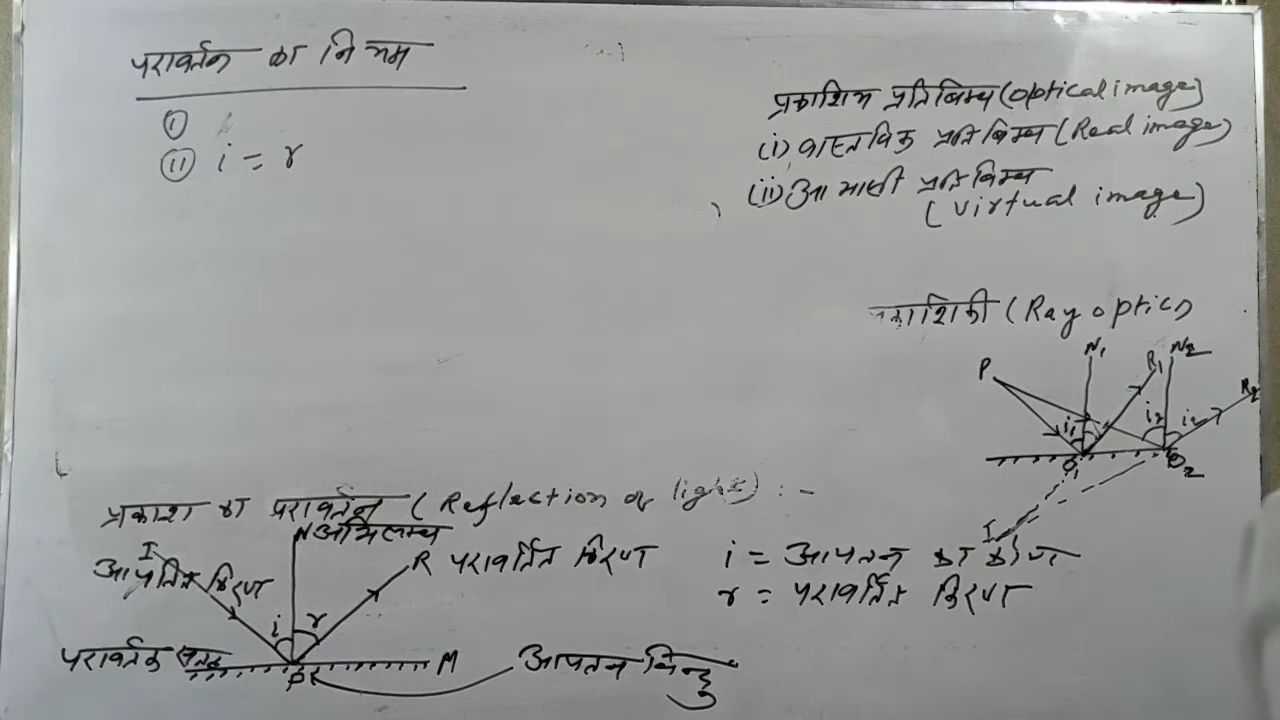 परावर्तन का नियम
(i)
(ii) i = r
प्रकाशिक प्रतिबिम्ब (optical image)
(i) वास्तविक प्रतिबिम्ब (Real image)
(ii) आभासी प्रतिबिम्ब
(virtual image)
काशिकी (Ray optics
P N₁ R₁ N₂ R₂
i₁ i₂ i₂
O₁ O₂
I
प्रकाश का परावर्तन (Reflection of light) : -
N अभिलम्ब
I
आपतित किरण
R परावर्तित किरण
i r
परावर्तक सतह
M
आपतन बिन्दु
i = आपतन का कोण
r = परावर्तित किरण